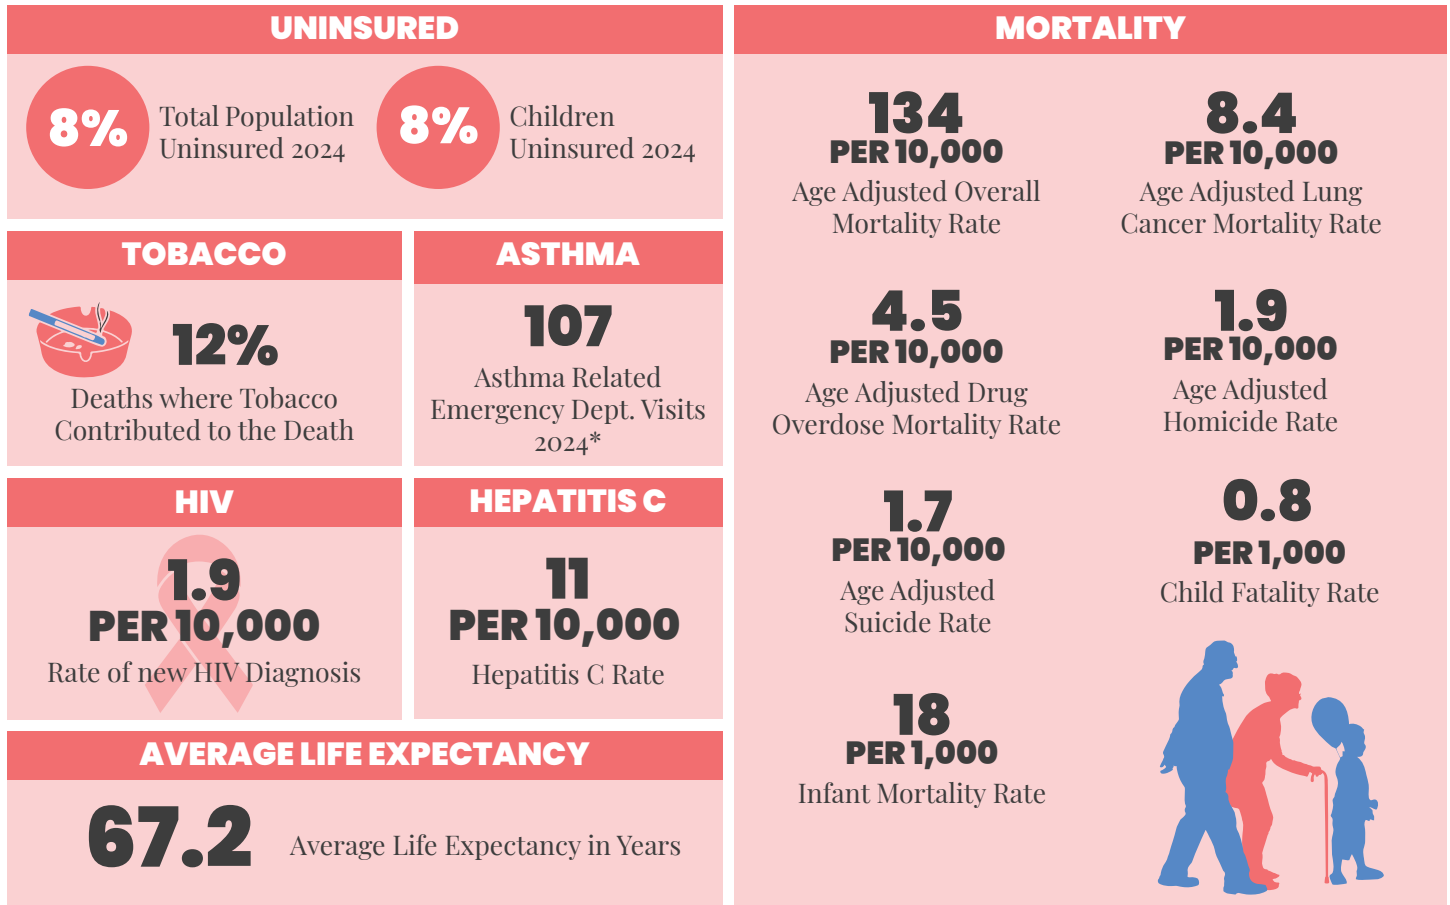 UNINSURED
8%
Total Population
Uninsured 2024
8%
Children
Uninsured 2024
TOBACCO
12%
Deaths where Tobacco
Contributed to the Death
ASTHMA
107
Asthma Related
Emergency Dept. Visits
2024*
HIV
1.9
PER 10,000
Rate of new HIV Diagnosis
HEPATITIS C
11
PER 10,000
Hepatitis C Rate
AVERAGE LIFE EXPECTANCY
67.2
Average Life Expectancy in Years
MORTALITY
134
PER 10,000
Age Adjusted Overall
Mortality Rate
8.4
PER 10,000
Age Adjusted Lung
Cancer Mortality Rate
4.5
PER 10,000
Age Adjusted Drug
Overdose Mortality Rate
1.9
PER 10,000
Age Adjusted
Homicide Rate
1.7
PER 10,000
Age Adjusted
Suicide Rate
0.8
PER 1,000
Child Fatality Rate
18
PER 1,000
Infant Mortality Rate